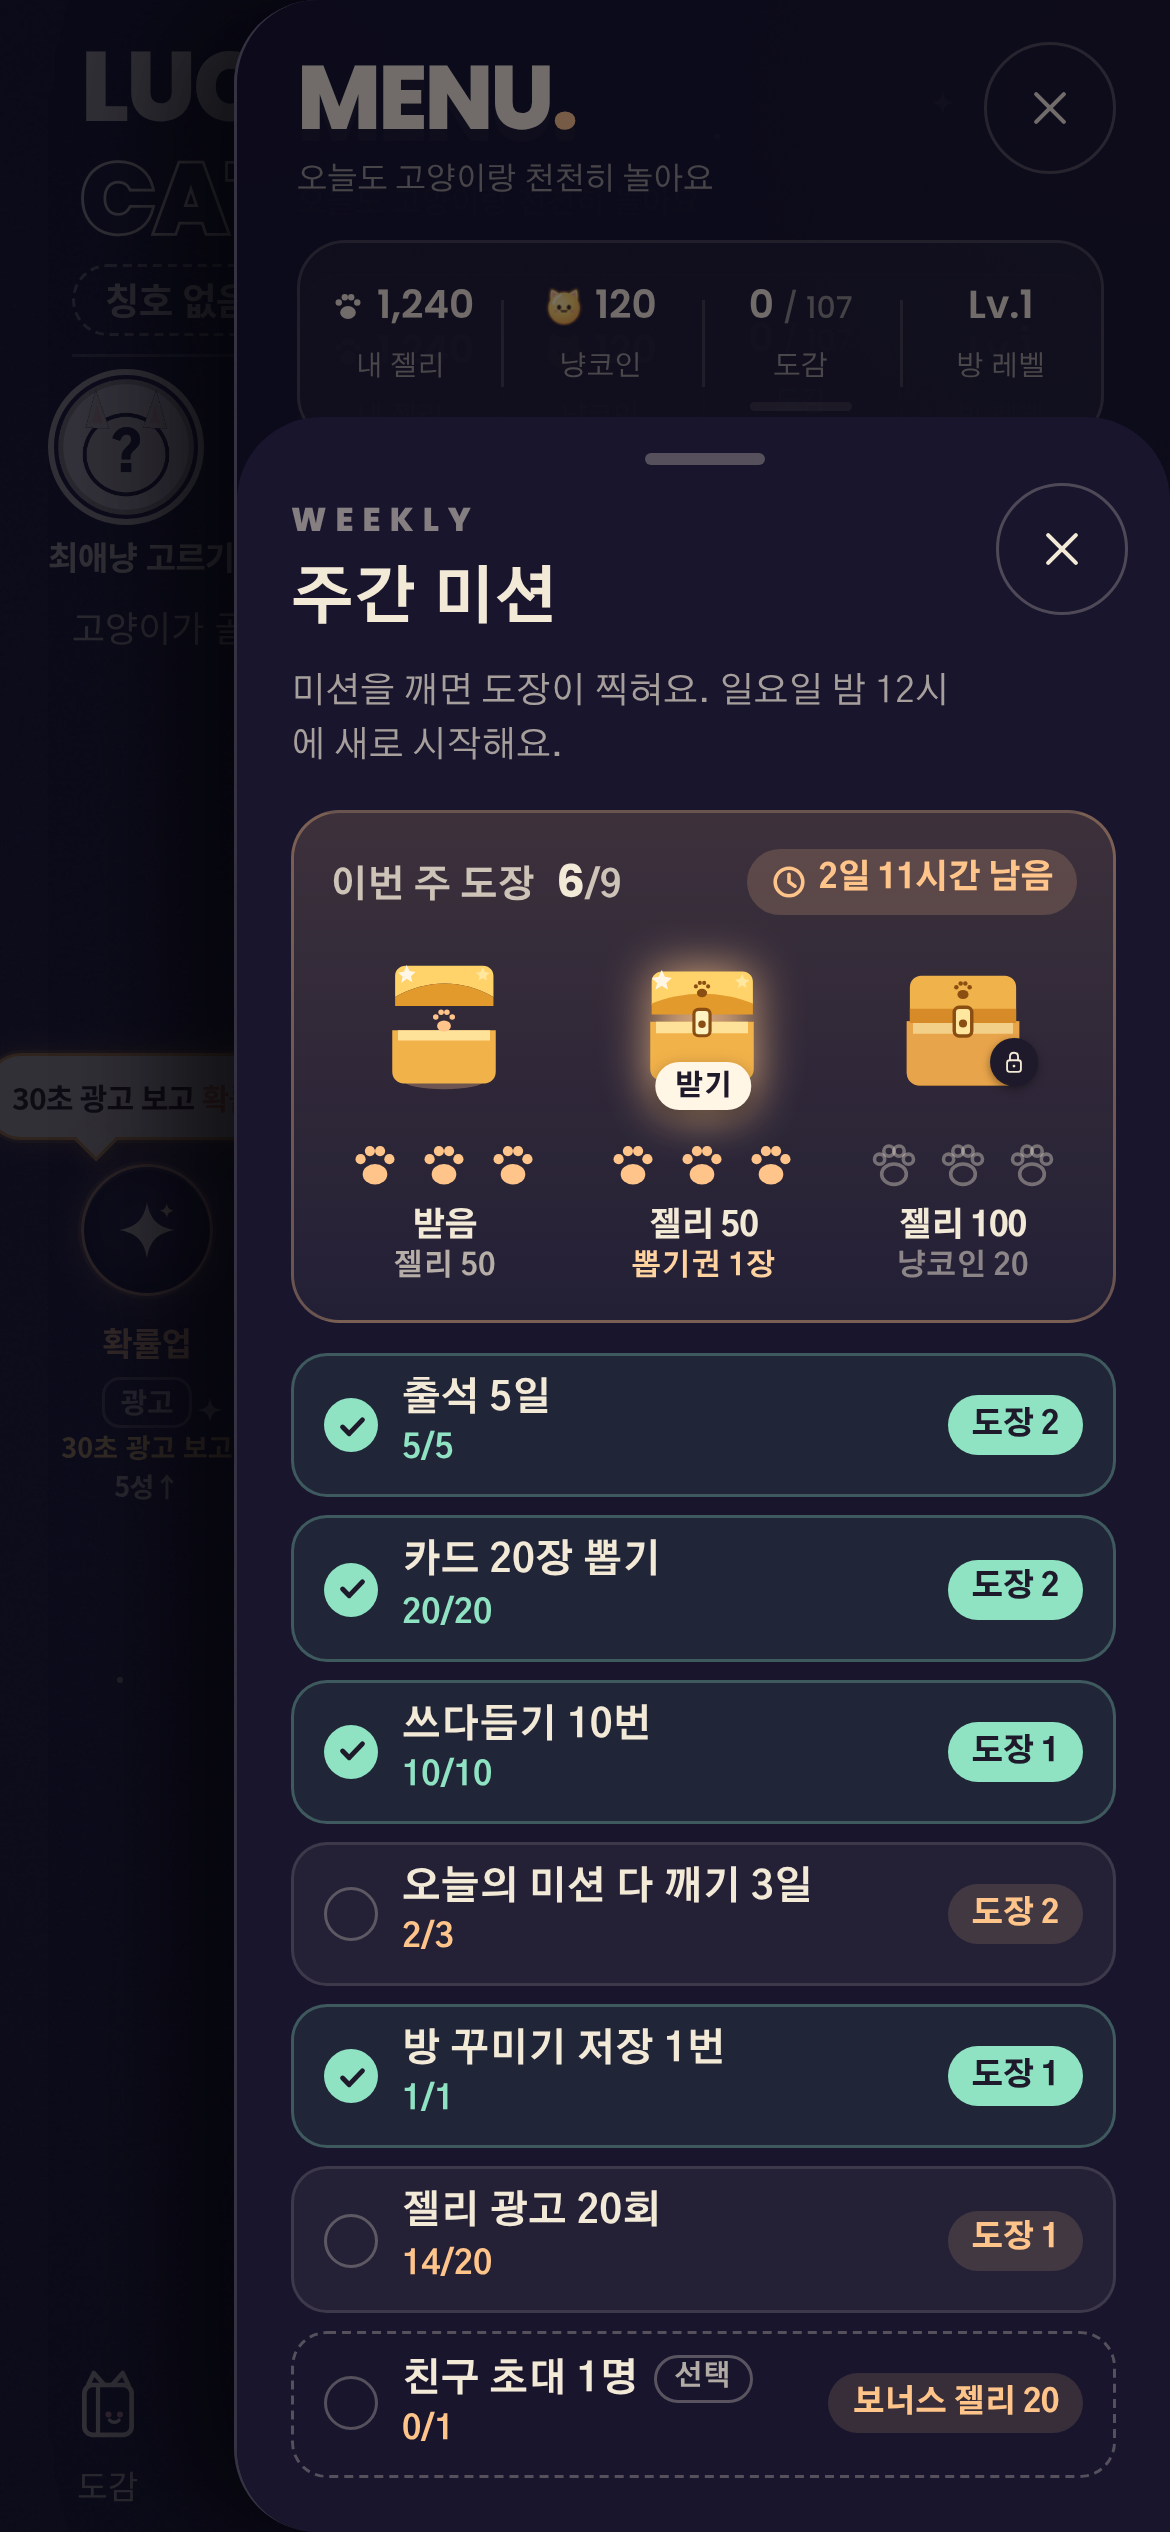 LUC
CA
칭호 없음
최애냥 고르기
고양이가
30초 광고 보고
확률업
광고
30초 광고 보고
5성↑
도감
MENU.
오늘도 고양이랑 천천히 놀아요
1,240
내 젤리
120
냥코인
0 / 107
도감
Lv.1
방 레벨
WEEKLY
주간 미션
미션을 깨면 도장이 찍혀요. 일요일 밤 12시
에 새로 시작해요.
이번 주 도장 6/9
2일 11시간 남음
받기
받음
젤리 50
젤리 50
뽑기권 1장
젤리 100
냥코인 20
출석 5일
5/5
도장 2
카드 20장 뽑기
20/20
도장 2
쓰다듬기 10번
10/10
도장 1
오늘의 미션 다 깨기 3일
2/3
도장 2
방 꾸미기 저장 1번
1/1
도장 1
젤리 광고 20회
14/20
도장 1
친구 초대 1명 선택
0/1
보너스 젤리 20